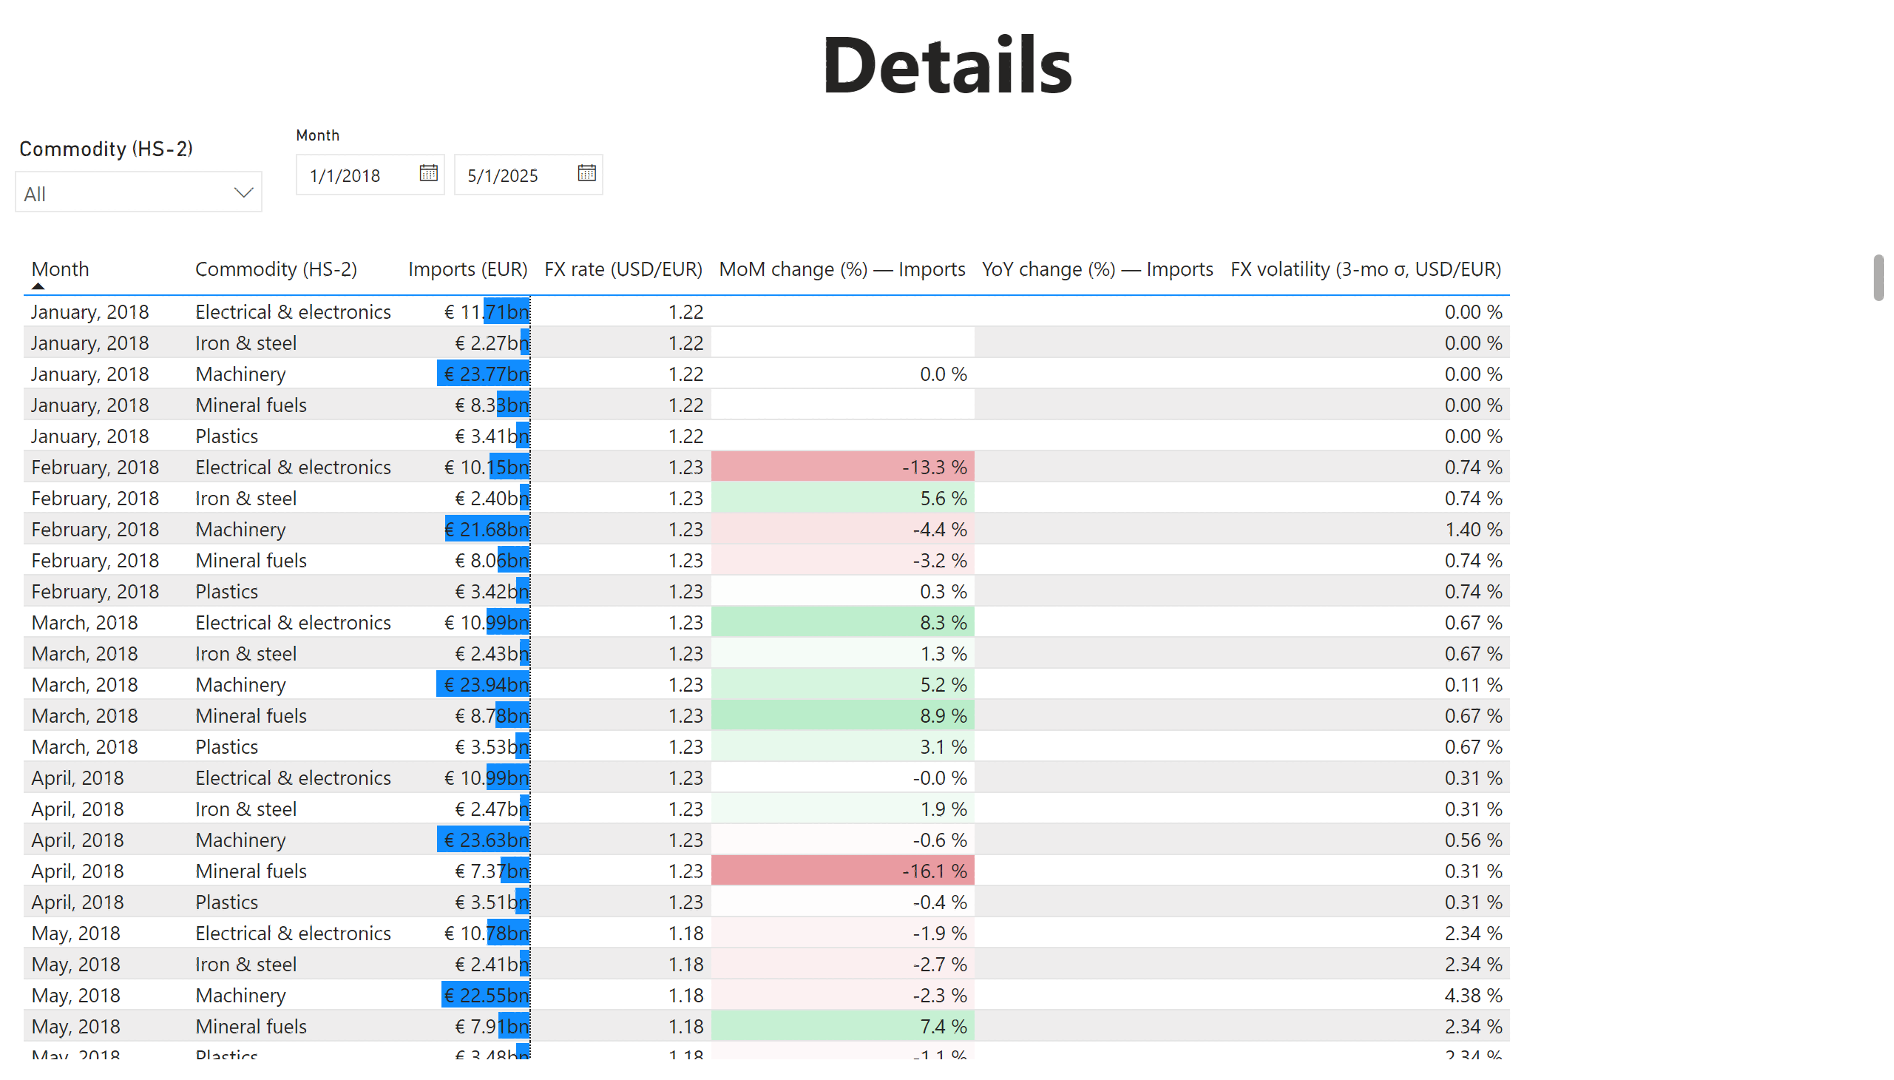 Details
Commodity (HS-2)
All
Month
1/1/2018 5/1/2025
Month Commodity (HS-2) Imports (EUR) FX rate (USD/EUR) MoM change (%) — Imports YoY change (%) — Imports FX volatility (3-mo σ, USD/EUR)
January, 2018 Electrical & electronics € 11.71bn 1.22 0.00 %
January, 2018 Iron & steel € 2.27bn 1.22 0.00 %
January, 2018 Machinery € 23.77bn 1.22 0.0 % 0.00 %
January, 2018 Mineral fuels € 8.33bn 1.22 0.00 %
January, 2018 Plastics € 3.41bn 1.22 0.00 %
February, 2018 Electrical & electronics € 10.15bn 1.23 -13.3 % 0.74 %
February, 2018 Iron & steel € 2.40bn 1.23 5.6 % 0.74 %
February, 2018 Machinery € 21.68bn 1.23 -4.4 % 1.40 %
February, 2018 Mineral fuels € 8.06bn 1.23 -3.2 % 0.74 %
February, 2018 Plastics € 3.42bn 1.23 0.3 % 0.74 %
March, 2018 Electrical & electronics € 10.99bn 1.23 8.3 % 0.67 %
March, 2018 Iron & steel € 2.43bn 1.23 1.3 % 0.67 %
March, 2018 Machinery € 23.94bn 1.23 5.2 % 0.11 %
March, 2018 Mineral fuels € 8.78bn 1.23 8.9 % 0.67 %
March, 2018 Plastics € 3.53bn 1.23 3.1 % 0.67 %
April, 2018 Electrical & electronics € 10.99bn 1.23 -0.0 % 0.31 %
April, 2018 Iron & steel € 2.47bn 1.23 1.9 % 0.31 %
April, 2018 Machinery € 23.63bn 1.23 -0.6 % 0.56 %
April, 2018 Mineral fuels € 7.37bn 1.23 -16.1 % 0.31 %
April, 2018 Plastics € 3.51bn 1.23 -0.4 % 0.31 %
May, 2018 Electrical & electronics € 10.78bn 1.18 -1.9 % 2.34 %
May, 2018 Iron & steel € 2.41bn 1.18 -2.7 % 2.34 %
May, 2018 Machinery € 22.55bn 1.18 -2.3 % 4.38 %
May, 2018 Mineral fuels € 7.91bn 1.18 7.4 % 2.34 %
May, 2018 Plastics € 3.48bn 1.18 -1.1 % 2.34 %